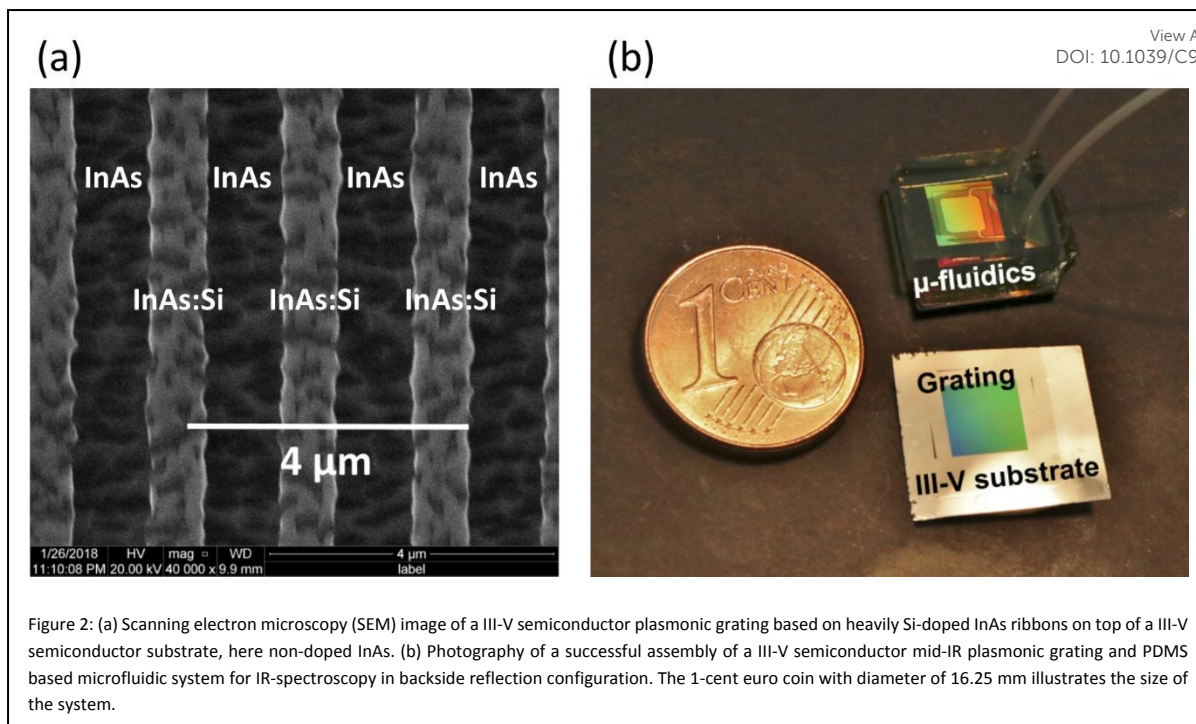 (a)
(b)
View A
DOI: 10.1039/C9
InAs InAs InAs InAs
InAs:Si InAs:Si InAs:Si
4 µm
1/26/2018 HV mag □ WD 4 µm
11:10:08 PM 20.00 kV 40 000 x 9.9 mm label
1 CENT
µ-fluidics
Grating
III-V substrate
Figure 2: (a) Scanning electron microscopy (SEM) image of a III-V semiconductor plasmonic grating based on heavily Si-doped InAs ribbons on top of a III-V
semiconductor substrate, here non-doped InAs. (b) Photography of a successful assembly of a III-V semiconductor mid-IR plasmonic grating and PDMS
based microfluidic system for IR-spectroscopy in backside reflection configuration. The 1-cent euro coin with diameter of 16.25 mm illustrates the size of
the system.